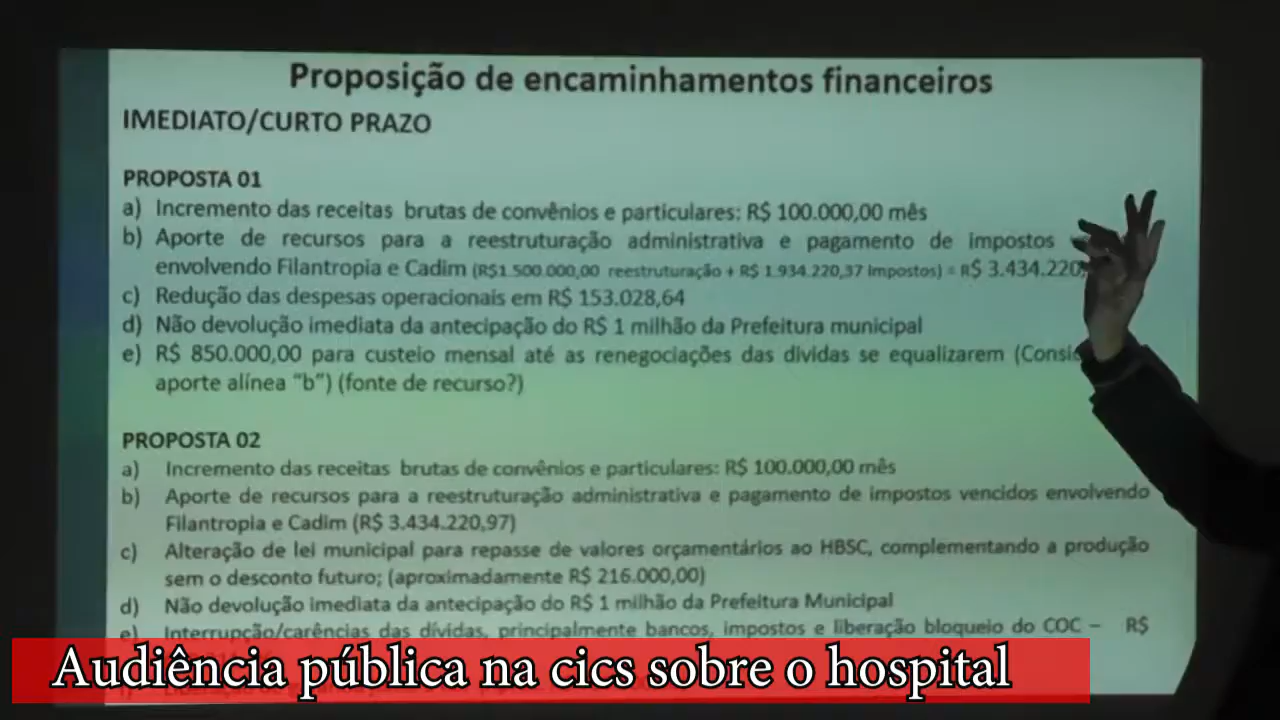 Proposição de encaminhamentos financeiros
IMEDIATO/CURTO PRAZO
PROPOSTA 01
a) Incremento das receitas brutas de convênios e particulares: R$ 100.000,00 mês
b) Aporte de recursos para a reestruturação administrativa e pagamento de impostos
envolvendo Filantropia e Cadim (R$1.500.000,00 reestruturação + R$ 1.934.220,37 Impostos) = R$ 3.434.220,
c) Redução das despesas operacionais em R$ 153.028,64
d) Não devolução imediata da antecipação do R$ 1 milhão da Prefeitura municipal
e) R$ 850.000,00 para custeio mensal até as renegociações das dividas se equalizarem
aporte alínea "b") (fonte de recurso?)
PROPOSTA 02
a) Incremento das receitas brutas de convênios e particulares: R$ 100.000,00 mês
b) Aporte de recursos para a reestruturação administrativa e pagamento de impostos vencidos envolvendo
Filantropia e Cadim (R$ 3.434.220,97)
c) Alteração de lei municipal para repasse de valores orçamentários ao HBSC, complementando a produção
sem o desconto futuro; (aproximadamente R$ 216.000,00)
d) Não devolução imediata da antecipação do R$ 1 milhão da Prefeitura Municipal
e) Interrupção/carências das dívidas, principalmente bancos, impostos e liberação bloqueio do COC – R$
Audiência pública na cics sobre o hospital